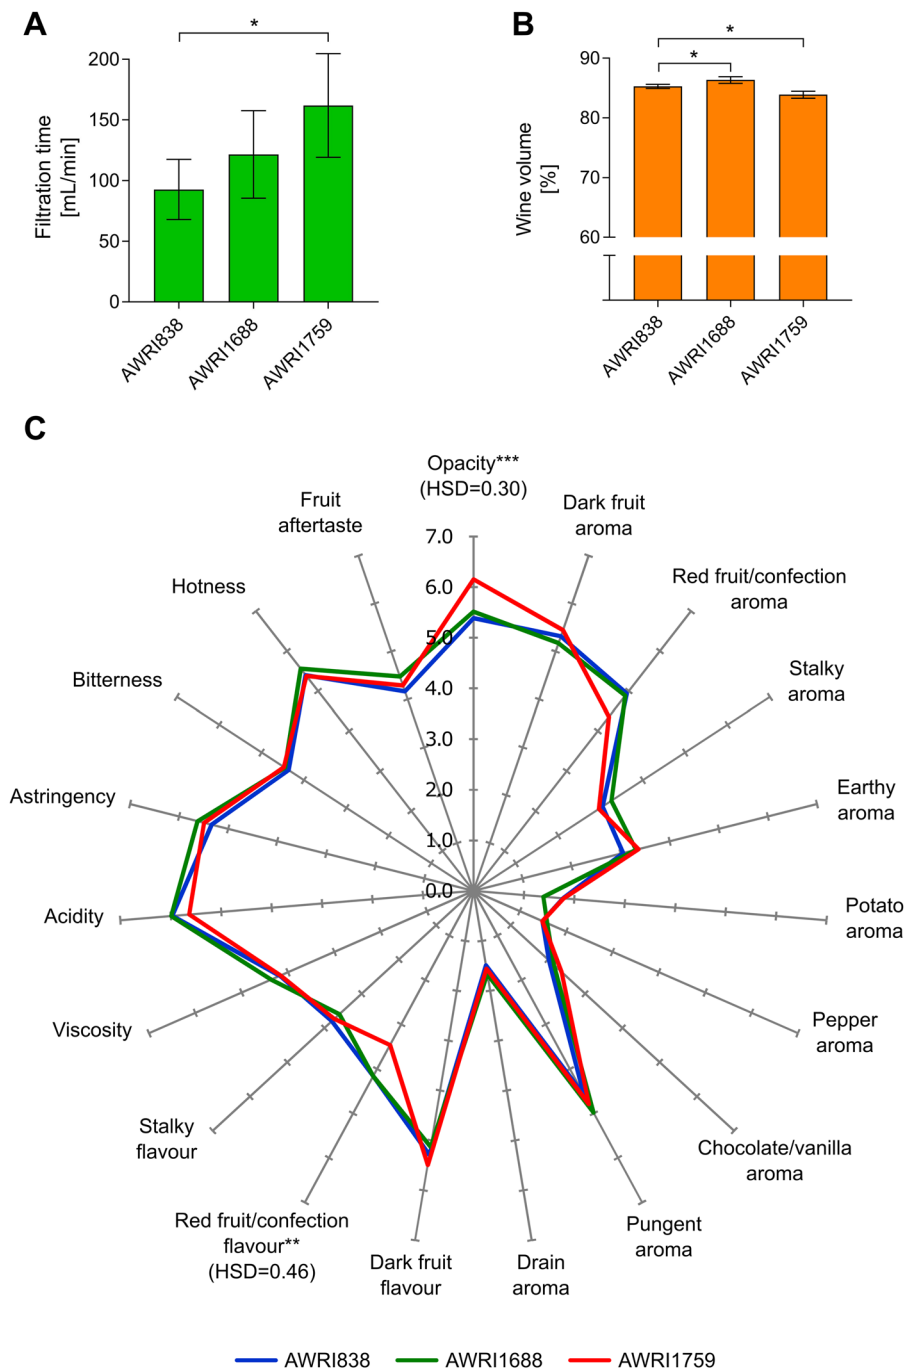 A
Filtration time
[mL/min]
200
150
100
50
0
*
AWRI838
AWRI1688
AWRI1759
B
Wine volume
[%]
90
80
70
60
*
*
AWRI838
AWRI1688
AWRI1759
C
Opacity***
(HSD=0.30)
Dark fruit
aroma
Red fruit/confection
aroma
Stalky
aroma
Earthy
aroma
Potato
aroma
Pepper
aroma
Chocolate/vanilla
aroma
Pungent
aroma
Drain
aroma
Dark fruit
flavour
Red fruit/confection
flavour**
(HSD=0.46)
Stalky
flavour
Viscosity
Acidity
Astringency
Bitterness
Hotness
Fruit
aftertaste
7.0
6.0
5.0
4.0
3.0
2.0
1.0
0.0
AWRI838
AWRI1688
AWRI1759